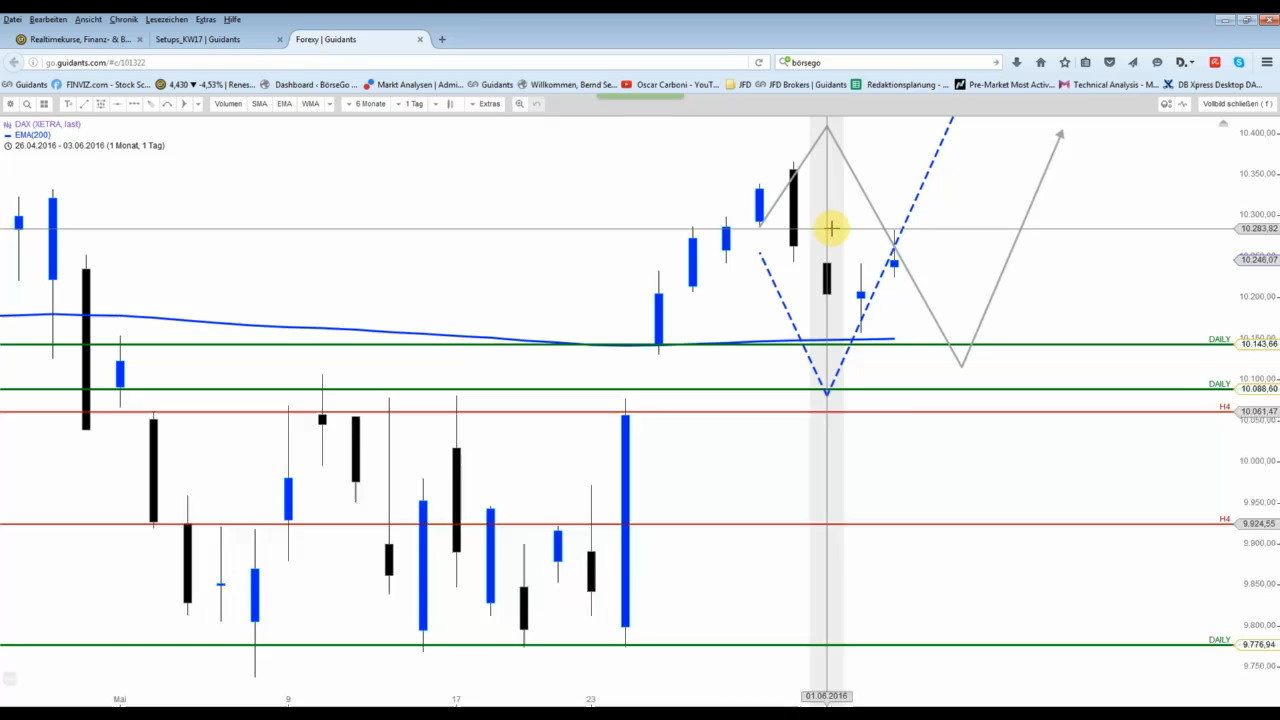 Datei Bearbeiten Ansicht Chronik Lesezeichen Extras Hilfe
Realtimekurse, Finanz- & B... × Setups_KW17 | Guidants × Forexy | Guidants × +
go.guidants.com/#c/101322 börsego
Guidants FINVIZ.com - Stock Sc... 4,430 ▾ -4,53% | Renes... Dashboard ‹ BörseGo ... Markt Analysen | Admi... Guidants Willkommen, Bernd Se... Oscar Carboni - YouT... JFD JFD Brokers | Guidants Redaktionsplanung - ... Pre-Market Most Activ... Technical Analysis - M... DB Xpress Desktop DA...
Volumen SMA EMA WMA 6 Monate 1 Tag Extras Vollbild schließen ( f )
DAX (XETRA, last)
EMA(200)
26.04.2016 - 03.06.2016 (1 Monat, 1 Tag)
10.400,00
10.350,00
10.300,00
10.283,82
10.246,07
10.200,00
DAILY 10.143,66
10.100,00
DAILY 10.088,60
H4 10.061,47
10.050,00
10.000,00
9.950,00
H4 9.924,55
9.900,00
9.850,00
9.800,00
DAILY 9.776,94
9.750,00
Mai 9 17 23 01.06.2016